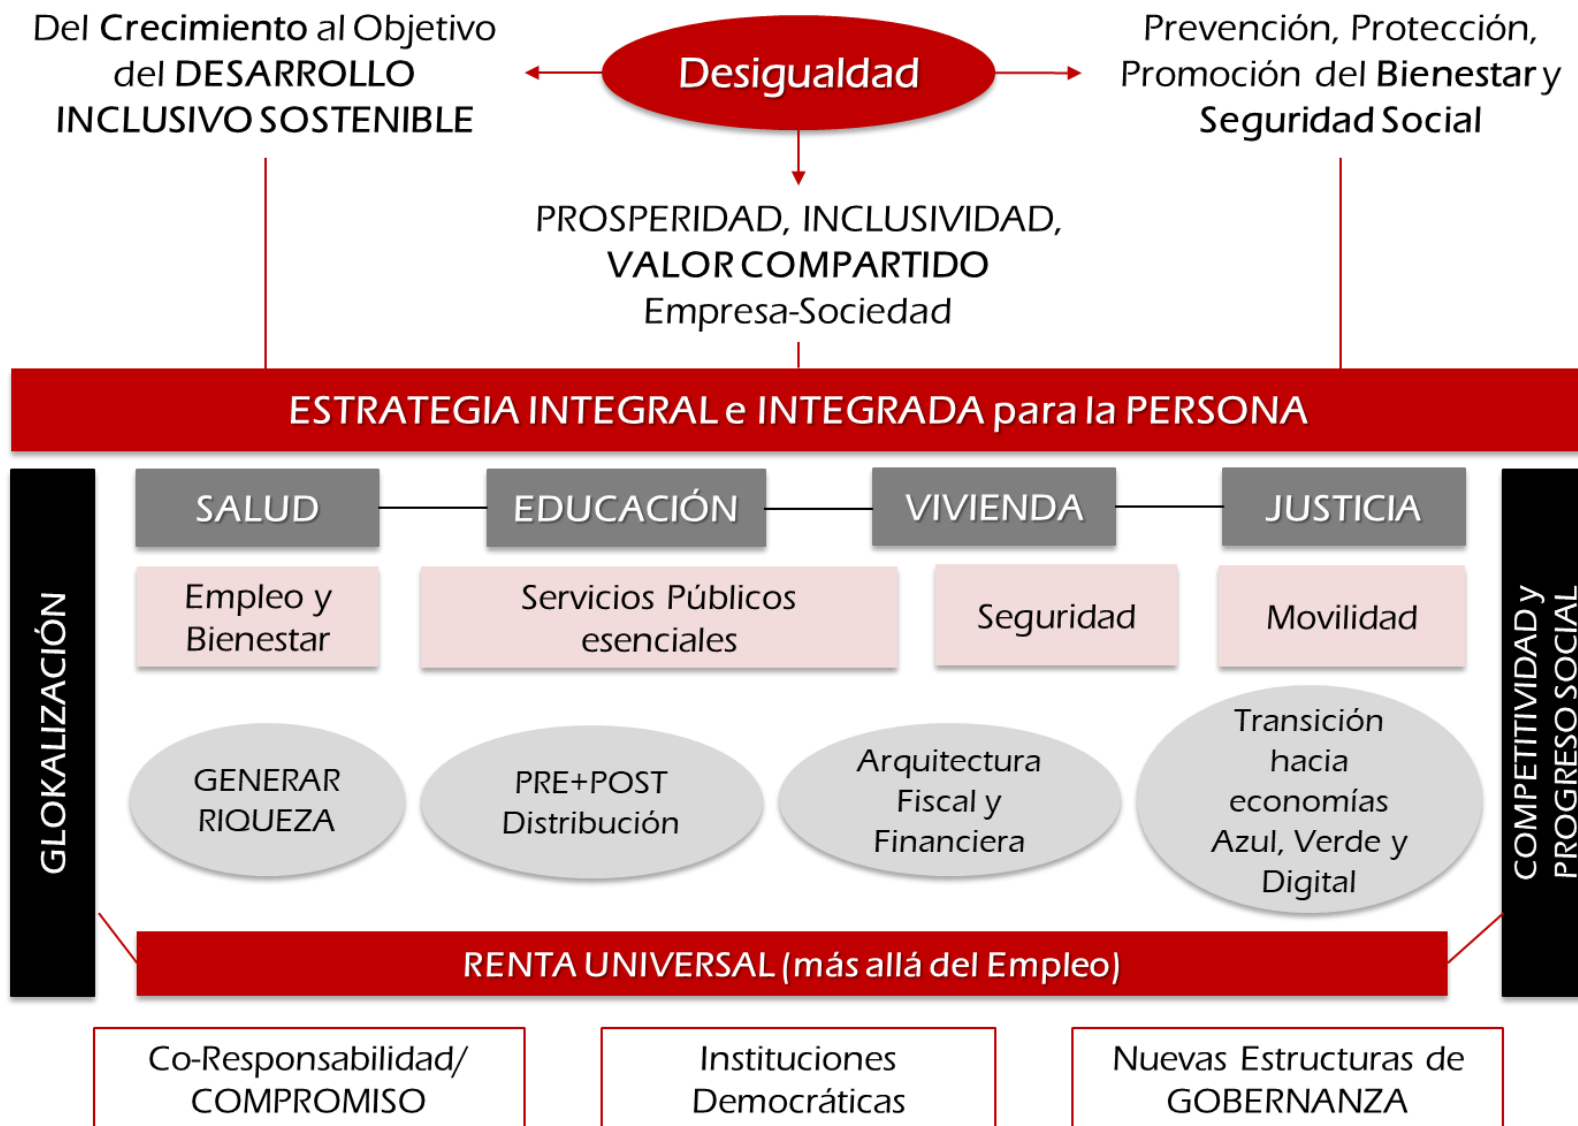 Del Crecimiento al Objetivo
del DESARROLLO
INCLUSIVO SOSTENIBLE
Desigualdad
Prevención, Protección,
Promoción del Bienestar y
Seguridad Social
PROSPERIDAD, INCLUSIVIDAD,
VALOR COMPARTIDO
Empresa-Sociedad
ESTRATEGIA INTEGRAL e INTEGRADA para la PERSONA
GLOKALIZACIÓN
SALUD
EDUCACIÓN
VIVIENDA
JUSTICIA
Empleo y
Bienestar
Servicios Públicos
esenciales
Seguridad
Movilidad
GENERAR
RIQUEZA
PRE+POST
Distribución
Arquitectura
Fiscal y
Financiera
Transición
hacia
economías
Azul, Verde y
Digital
COMPETITIVIDAD y
PROGRESO SOCIAL
RENTA UNIVERSAL (más allá del Empleo)
Co-Responsabilidad/
COMPROMISO
Instituciones
Democráticas
Nuevas Estructuras de
GOBERNANZA